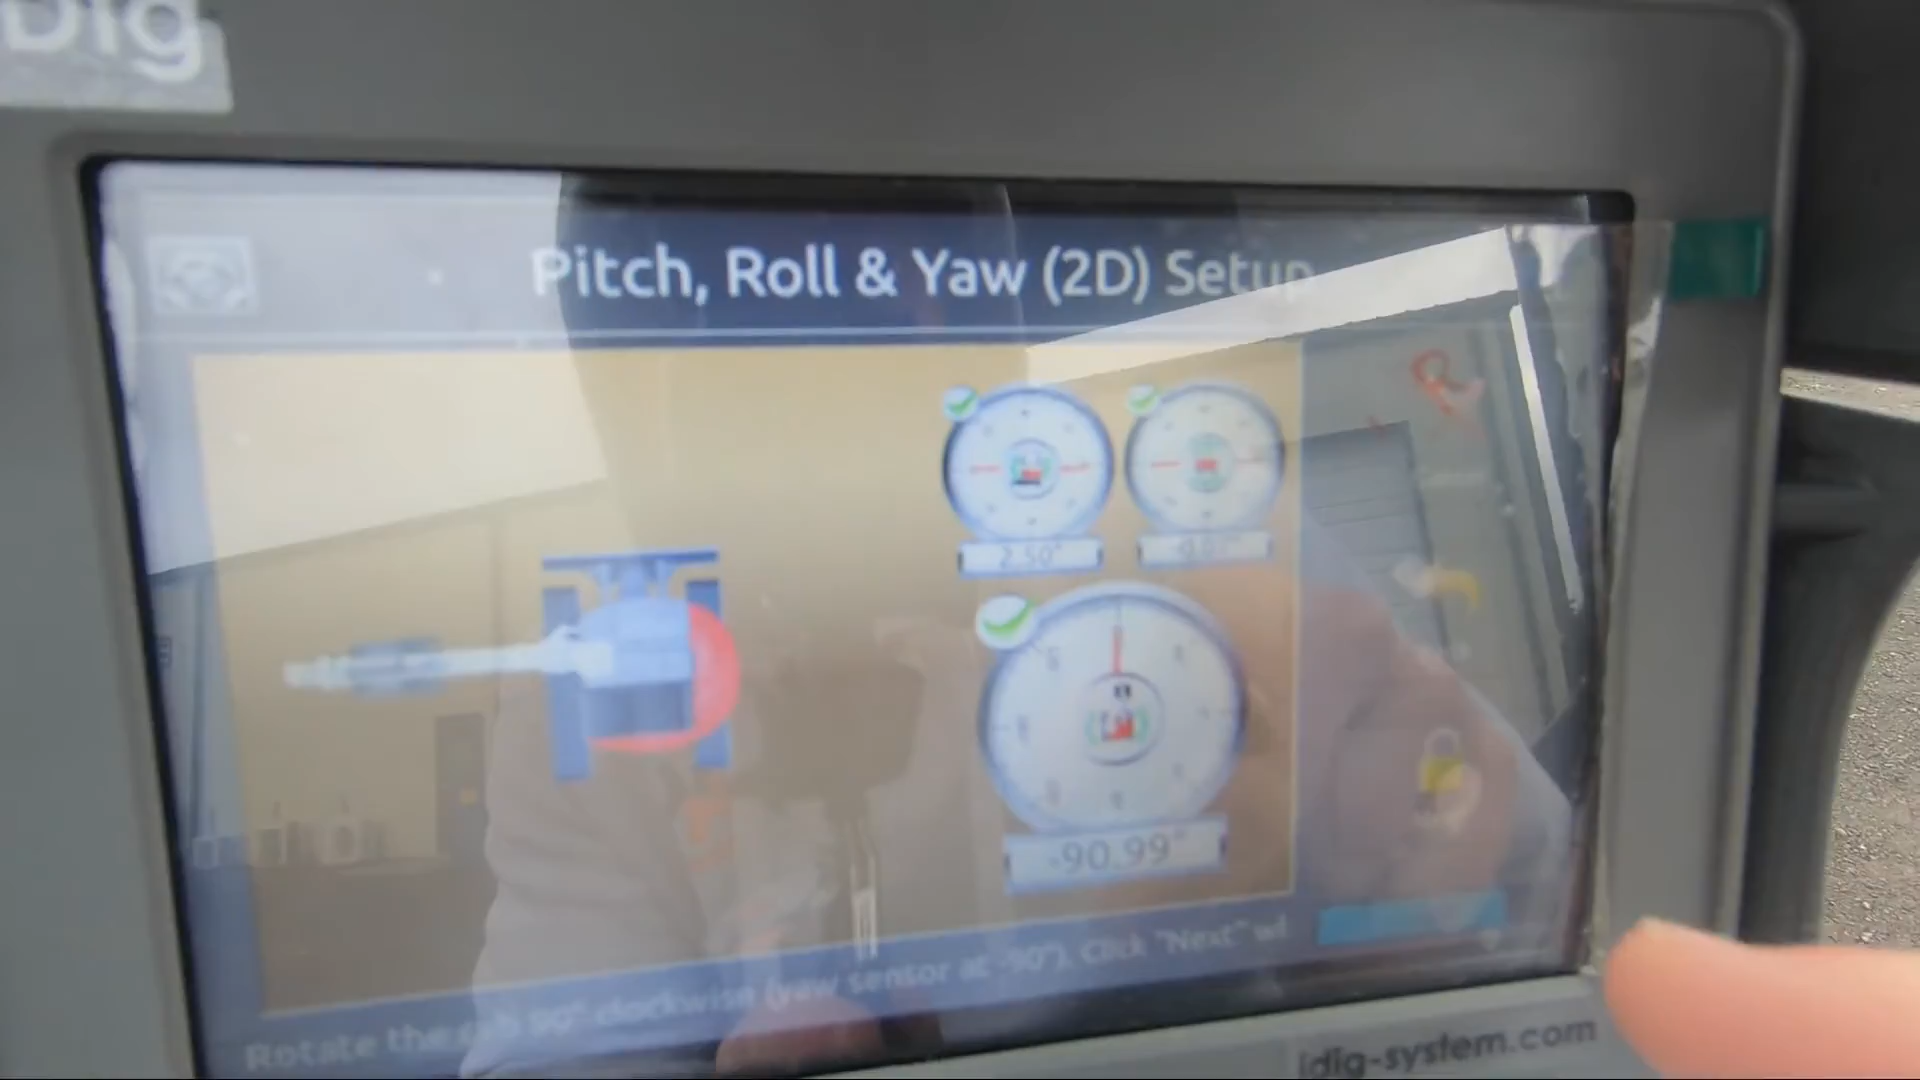 Dig
Pitch, Roll & Yaw (2D) Setup
2.50°
-90.99°
Rotate the cab 90° clockwise (yaw sensor at -90°). Click "Next" wi
idig-system.com